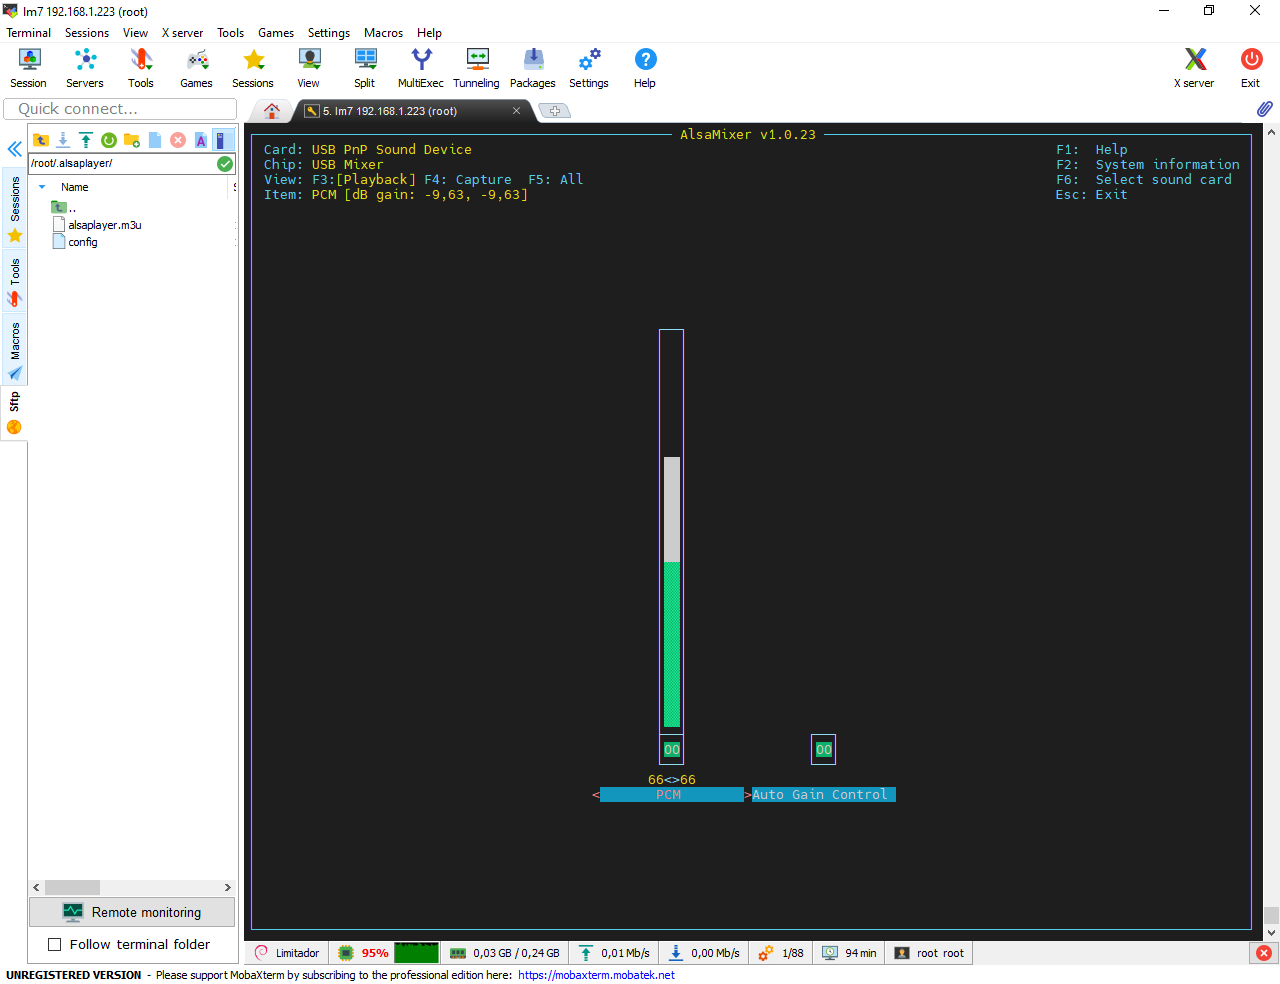 lm7 192.168.1.223 (root)
Terminal Sessions View X server Tools Games Settings Macros Help
Session Servers Tools Games Sessions View Split MultiExec Tunneling Packages Settings Help X server Exit
Quick connect...
5. lm7 192.168.1.223 (root)
/root/.alsaplayer/
Name
..
alsaplayer.m3u
config
Sessions
Tools
Macros
Sftp
Remote monitoring
Follow terminal folder
AlsaMixer v1.0.23
Card: USB PnP Sound Device F1: Help
Chip: USB Mixer F2: System information
View: F3:[Playback] F4: Capture F5: All F6: Select sound card
Item: PCM [dB gain: -9,63, -9,63] Esc: Exit
OO OO
66<>66
< PCM >Auto Gain Control
Limitador 95% 0,03 GB / 0,24 GB 0,01 Mb/s 0,00 Mb/s 1/88 94 min root root
UNREGISTERED VERSION - Please support MobaXterm by subscribing to the professional edition here: https://mobaxterm.mobatek.net